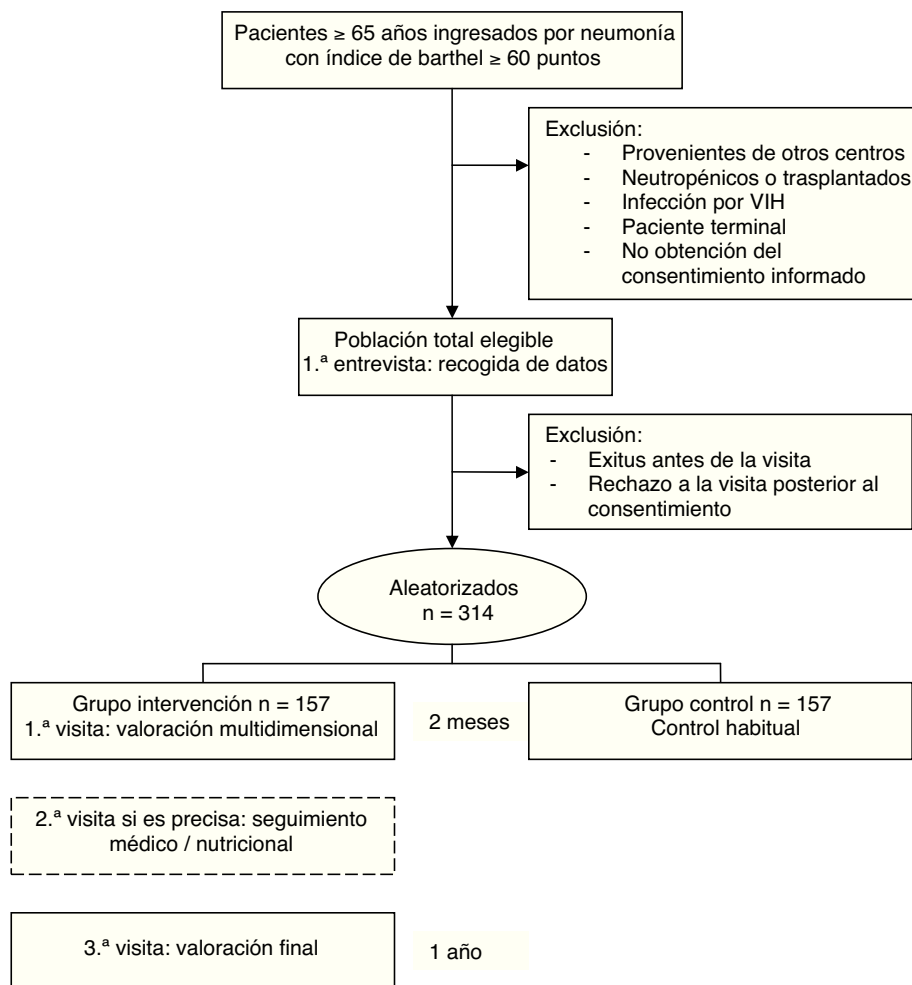 Pacientes ≥ 65 años ingresados por neumonía
con índice de barthel ≥ 60 puntos
Exclusión:
- Provenientes de otros centros
- Neutropénicos o trasplantados
- Infección por VIH
- Paciente terminal
- No obtención del
consentimiento informado
Población total elegible
1.ª entrevista: recogida de datos
Exclusión:
- Exitus antes de la visita
- Rechazo a la visita posterior al
consentimiento
Aleatorizados
n = 314
Grupo intervención n = 157
1.ª visita: valoración multidimensional
2 meses
Grupo control n = 157
Control habitual
2.ª visita si es precisa: seguimiento
médico / nutricional
3.ª visita: valoración final
1 año